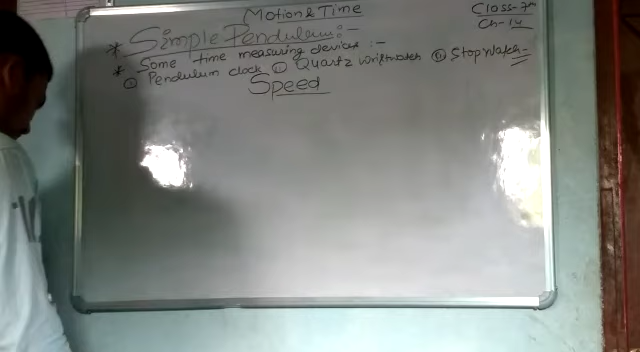 Motion & Time
Class-7th
Ch-14
* Simple Pendulum:-
* Some time measuring devices :-
① Pendulum clock ② Quartz wristwatch ③ Stopwatch-
Speed